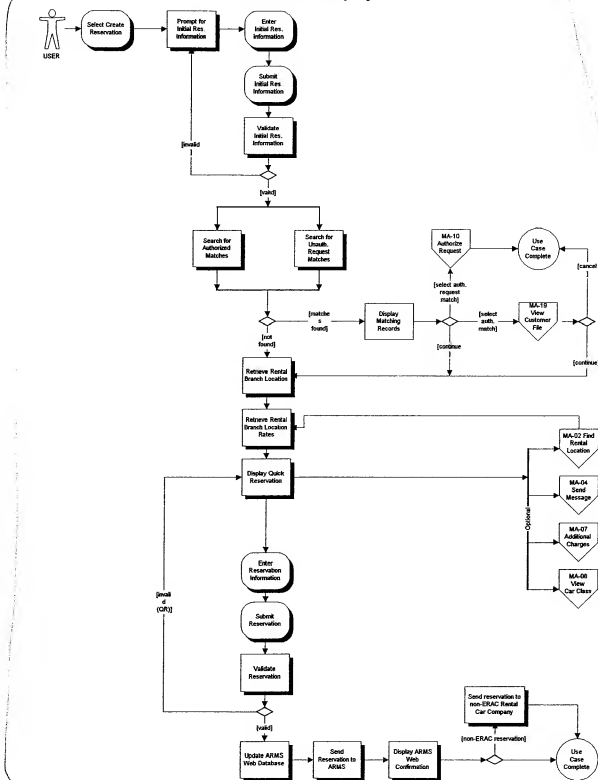 USER
Select Create
Reservation
Prompt for
Initial Res.
Information
Enter
Initial Res.
Information
Submit
Initial Res.
Information
Validate
Initial Res.
Information
[invalid
[valid]
Search for
Authorized
Matches
Search for
Unauth.
Request
Matches
MA-10
Authorize
Request
Use
Case
Complete
[cancel
[select auth.
request
match]
[matche
s
found]
Display
Matching
Records
[select
auth.
match]
MA-19
View
Customer
File
[not
found]
[continue
[continue
Retrieve Rental
Branch Location
Retrieve Rental
Branch Location
Rates
Display Quick
Reservation
MA-02 Find
Rental
Location
MA-04
Send
Message
Optional
MA-07
Additional
Charges
MA-08
View
Car Class
Enter
Reservation
Information
[invali
d
(QR)]
Submit
Reservation
Validate
Reservation
[valid]
Send reservation to
non-ERAC Rental
Car Company
[non-ERAC reservation]
Update ARMS
Web Database
Send
Reservation to
ARMS
Display ARMS
Web
Confirmation
Use
Case
Complete